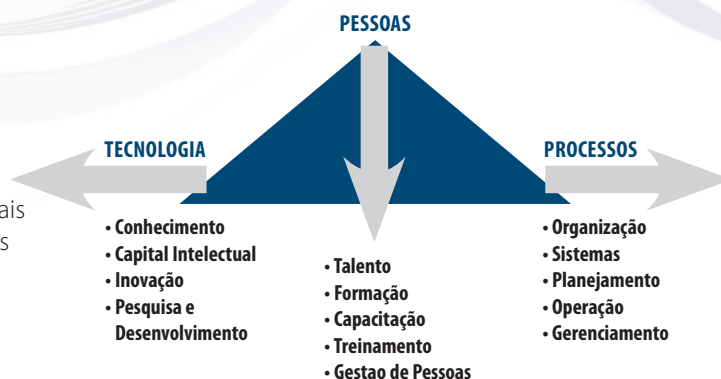 PESSOAS
TECNOLOGIA
PROCESSOS
ais
s
• Conhecimento
• Capital Intelectual
• Inovação
• Pesquisa e
Desenvolvimento
• Talento
• Formação
• Capacitação
• Treinamento
• Gestao de Pessoas
• Organização
• Sistemas
• Planejamento
• Operação
• Gerenciamento